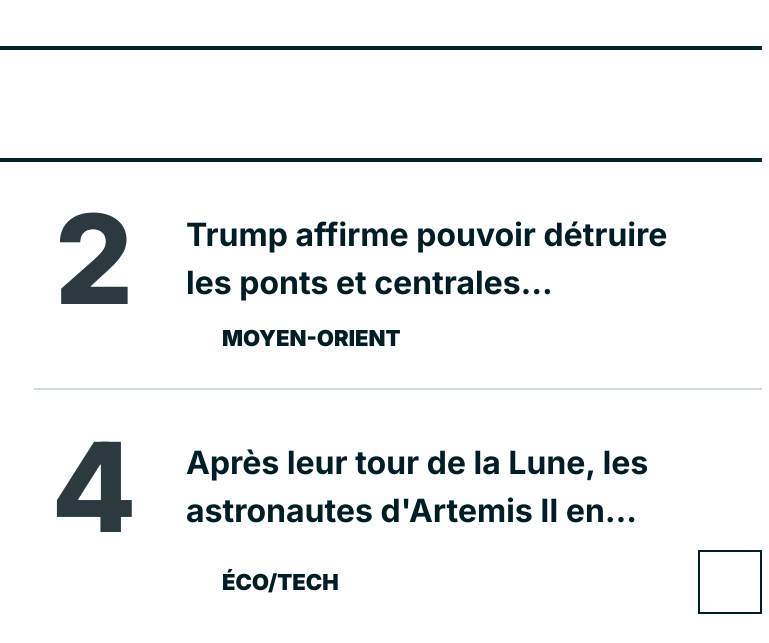 2
Trump affirme pouvoir détruire
les ponts et centrales...
MOYEN-ORIENT
4
Après leur tour de la Lune, les
astronautes d'Artemis II en...
ÉCO/TECH